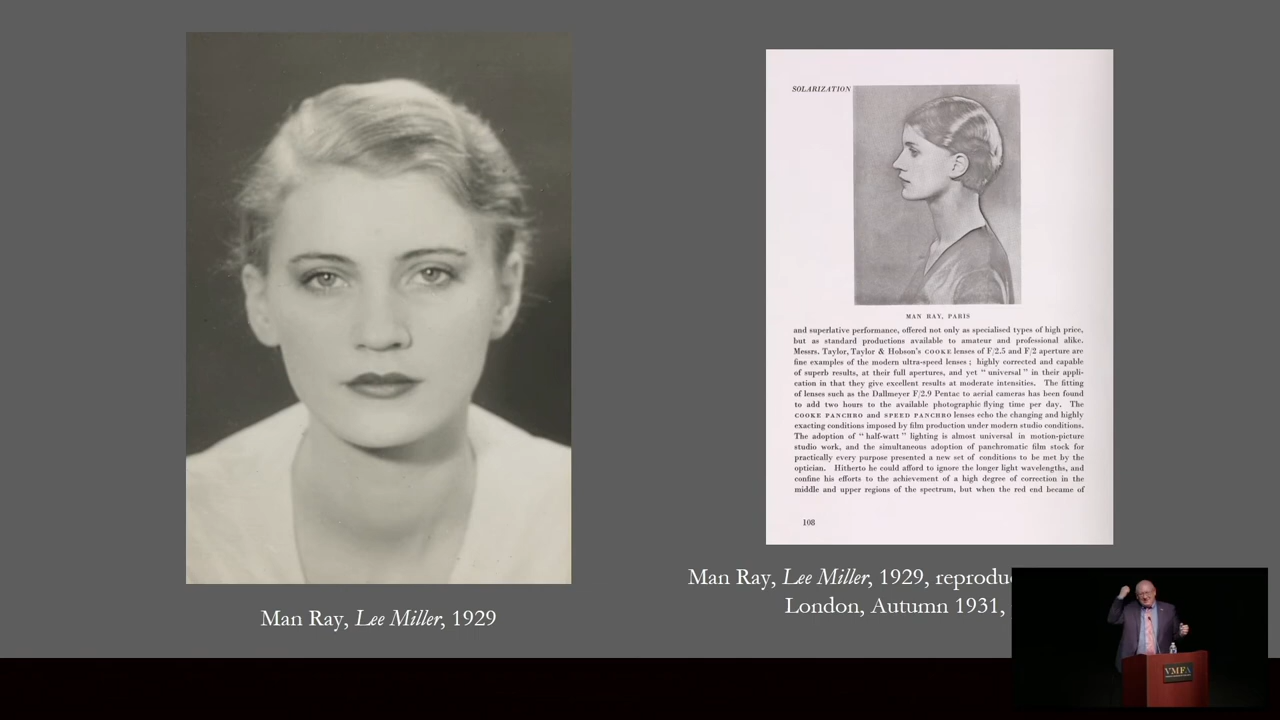 Man Ray, Lee Miller, 1929
SOLARIZATION
MAN RAY, PARIS
and superlative performance, offered not only as specialised types of high price,
but as standard productions available to amateur and professional alike.
Messrs. Taylor, Taylor & Hobson's COOKE lenses of F/2.5 and F/2 aperture are
fine examples of the modern ultra-speed lenses ; highly corrected and capable
of superb results, at their full apertures, and yet “ universal ” in their appli-
cation in that they give excellent results at moderate intensities. The fitting
of lenses such as the Dallmeyer F/2.9 Pentac to aerial cameras has been found
to add two hours to the available photographic flying time per day. The
COOKE PANCHRO and SPEED PANCHRO lenses echo the changing and highly
exacting conditions imposed by film production under modern studio conditions.
The adoption of “ half-watt ” lighting is almost universal in motion-picture
studio work, and the simultaneous adoption of panchromatic film stock for
practically every purpose presented a new set of conditions to be met by the
optician. Hitherto he could afford to ignore the longer light wavelengths, and
confine his efforts to the achievement of a high degree of correction in the
middle and upper regions of the spectrum, but when the red end became of
108
Man Ray, Lee Miller, 1929, reproduc
London, Autumn 1931,
VMFA